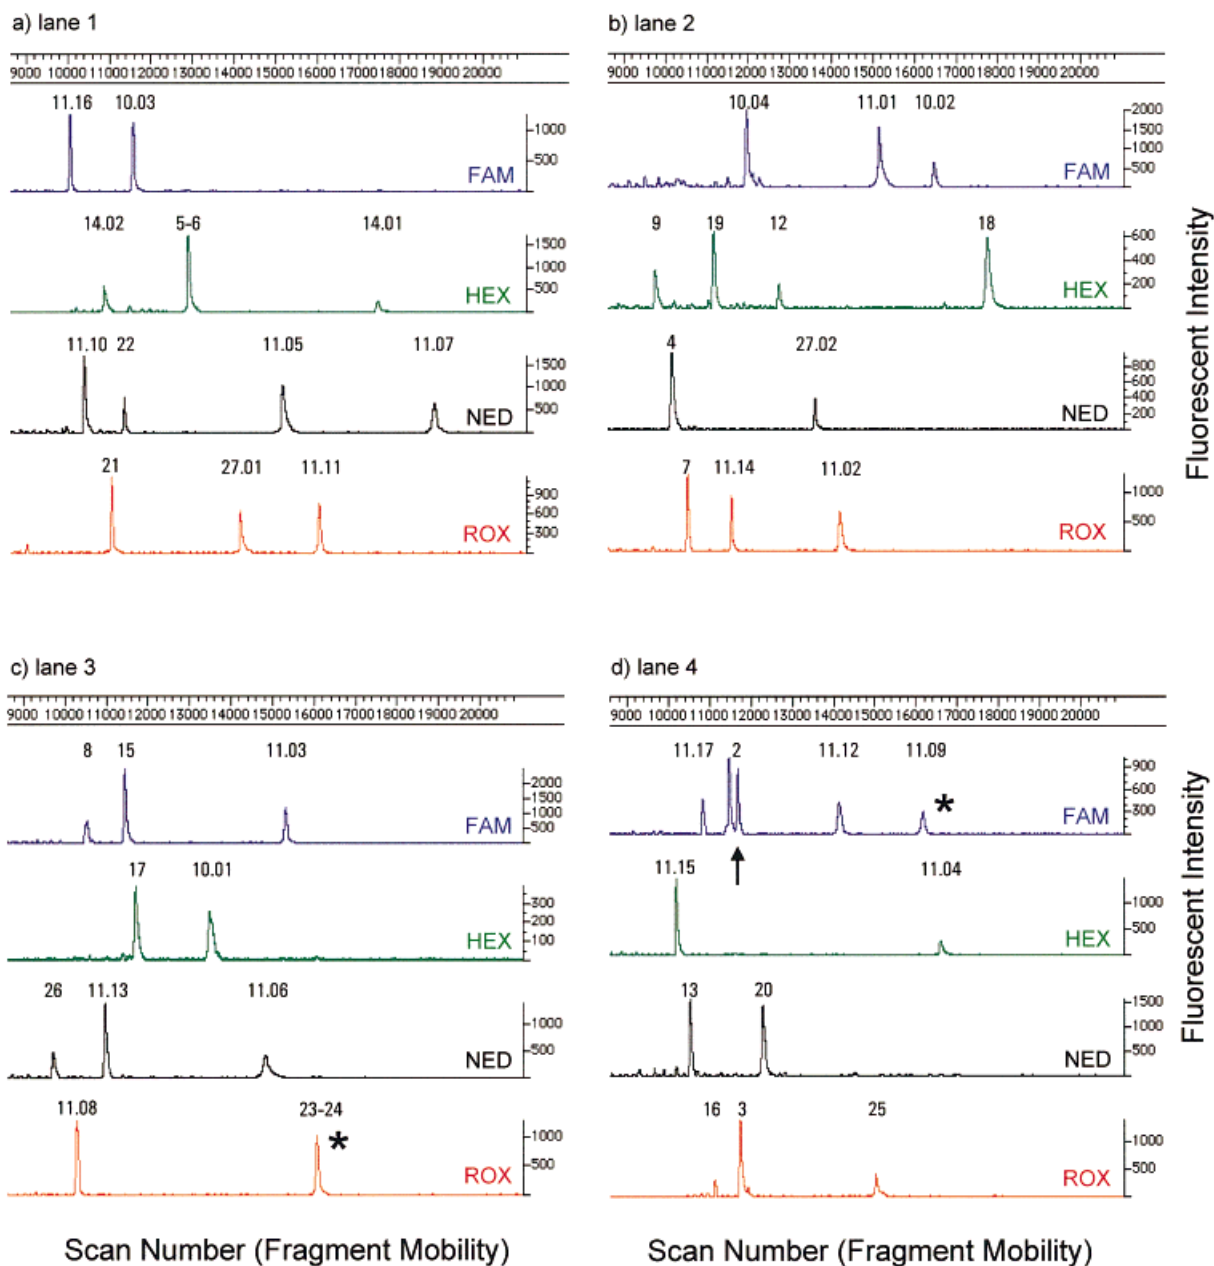 a) lane 1
9000 10000 11000 12000 13000 14000 15000 16000 17000 18000 19000 20000
11.16 10.03
1000
500
FAM
14.02 5-6 14.01
1500
1000
500
HEX
11.10 22 11.05 11.07
1500
1000
500
NED
21 27.01 11.11
900
600
300
ROX
b) lane 2
9000 10000 11000 12000 13000 14000 15000 16000 17000 18000 19000 20000
10.04 11.01 10.02
2000
1500
1000
500
FAM
9 19 12 18
600
400
200
HEX
4 27.02
800
600
400
200
NED
7 11.14 11.02
1000
500
ROX
Fluorescent Intensity
c) lane 3
9000 10000 11000 12000 13000 14000 15000 16000 17000 18000 19000 20000
8 15 11.03
2000
1500
1000
500
FAM
17 10.01
300
200
100
HEX
26 11.13 11.06
1000
500
NED
11.08 23-24
*
1000
500
ROX
Scan Number (Fragment Mobility)
d) lane 4
9000 10000 11000 12000 13000 14000 15000 16000 17000 18000 19000 20000
11.17 2 11.12 11.09
*
900
600
300
FAM
11.15 11.04
1000
500
HEX
13 20
1500
1000
500
NED
16 3 25
1000
500
ROX
Fluorescent Intensity
Scan Number (Fragment Mobility)